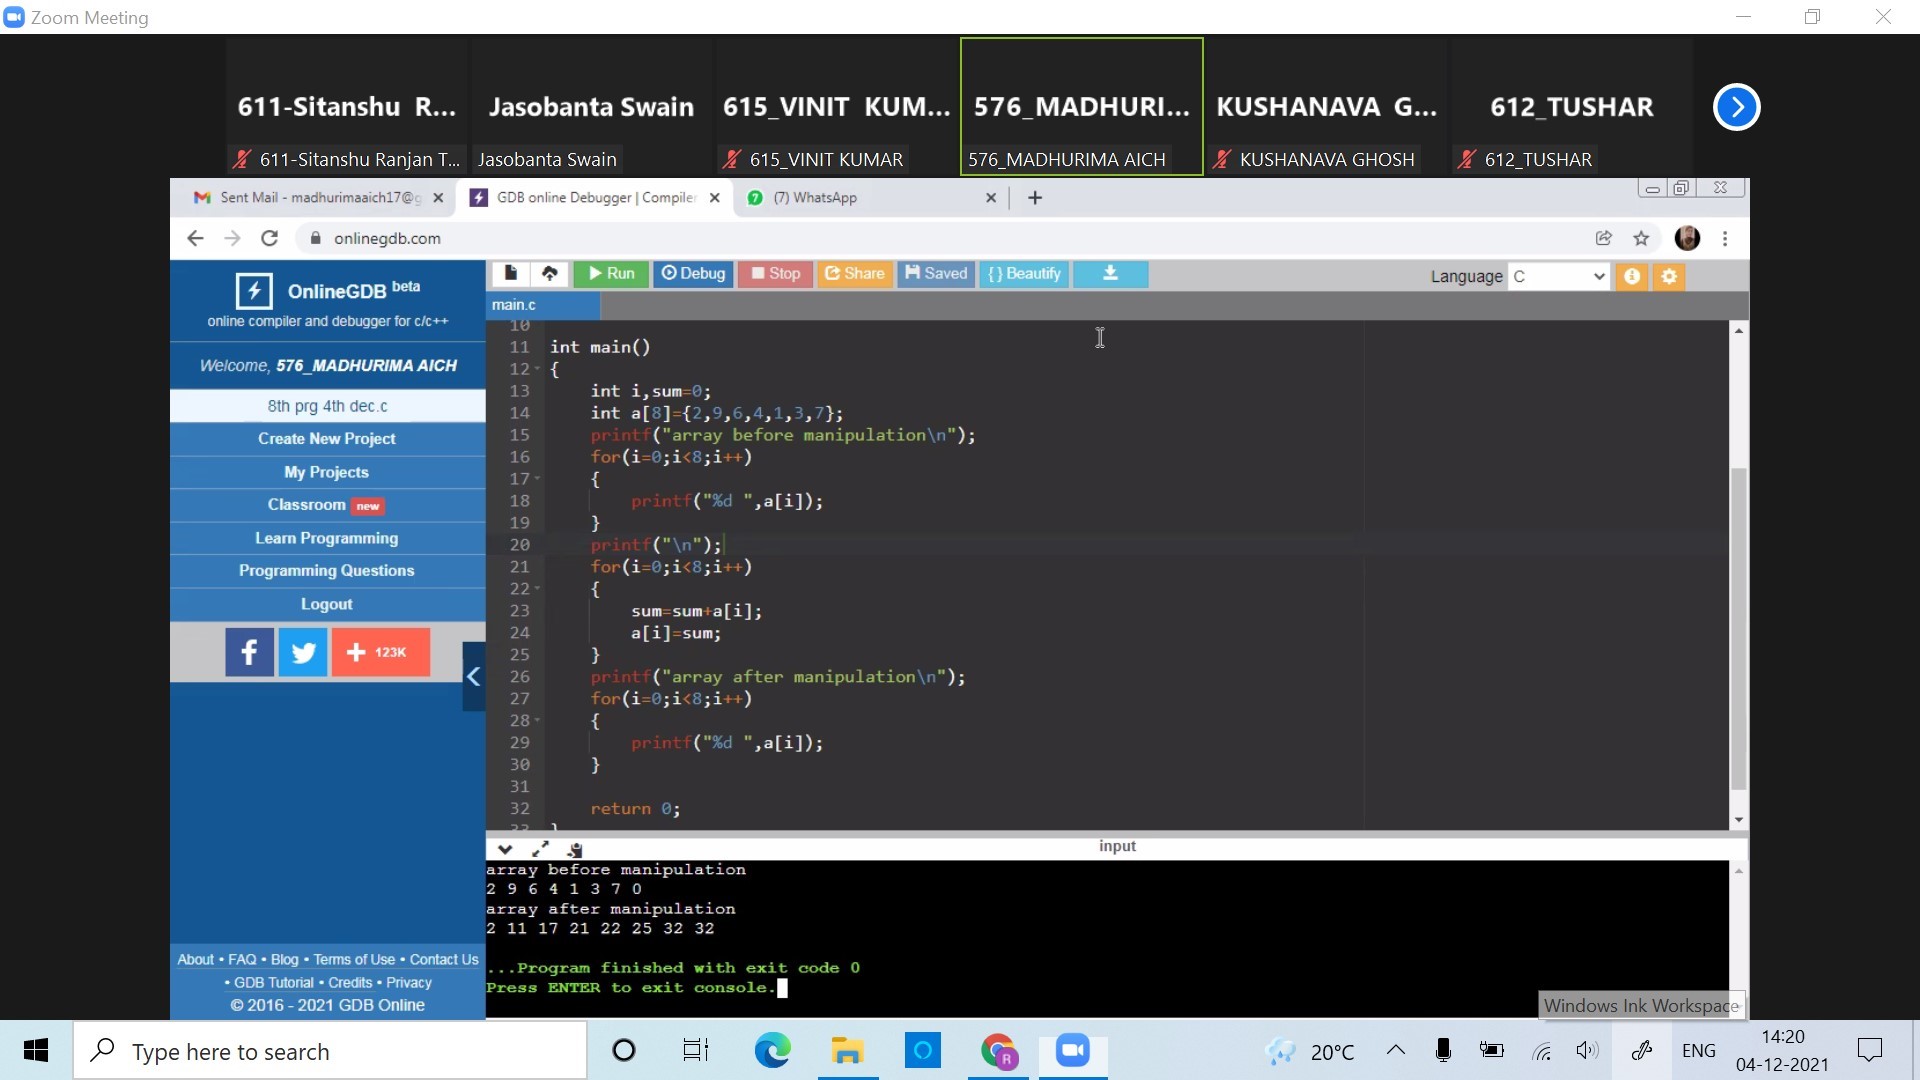 Zoom Meeting
611-Sitanshu R... Jasobanta Swain 615_VINIT KUM... 576_MADHURI... KUSHANAVA G... 612_TUSHAR
611-Sitanshu Ranjan T... Jasobanta Swain 615_VINIT KUMAR 576_MADHURIMA AICH KUSHANAVA GHOSH 612_TUSHAR
Sent Mail - madhurimaaich17@g GDB online Debugger | Compiler (7) WhatsApp
onlinegdb.com
OnlineGDB beta
online compiler and debugger for c/c++
Welcome, 576_MADHURIMA AICH
8th prg 4th dec.c
Create New Project
My Projects
Classroom new
Learn Programming
Programming Questions
Logout
123K
About • FAQ • Blog • Terms of Use • Contact Us
• GDB Tutorial • Credits • Privacy
© 2016 - 2021 GDB Online
Run Debug Stop Share Saved {} Beautify
Language C
main.c
10
11 int main()
12 {
13     int i,sum=0;
14     int a[8]={2,9,6,4,1,3,7};
15     printf("array before manipulation\n");
16     for(i=0;i<8;i++)
17     {
18         printf("%d ",a[i]);
19     }
20     printf("\n");
21     for(i=0;i<8;i++)
22     {
23         sum=sum+a[i];
24         a[i]=sum;
25     }
26     printf("array after manipulation\n");
27     for(i=0;i<8;i++)
28     {
29         printf("%d ",a[i]);
30     }
31
32     return 0;
33 }
input
array before manipulation
2 9 6 4 1 3 7 0
array after manipulation
2 11 17 21 22 25 32 32
...Program finished with exit code 0
Press ENTER to exit console.
Windows Ink Workspace
Type here to search
20°C
ENG
14:20
04-12-2021